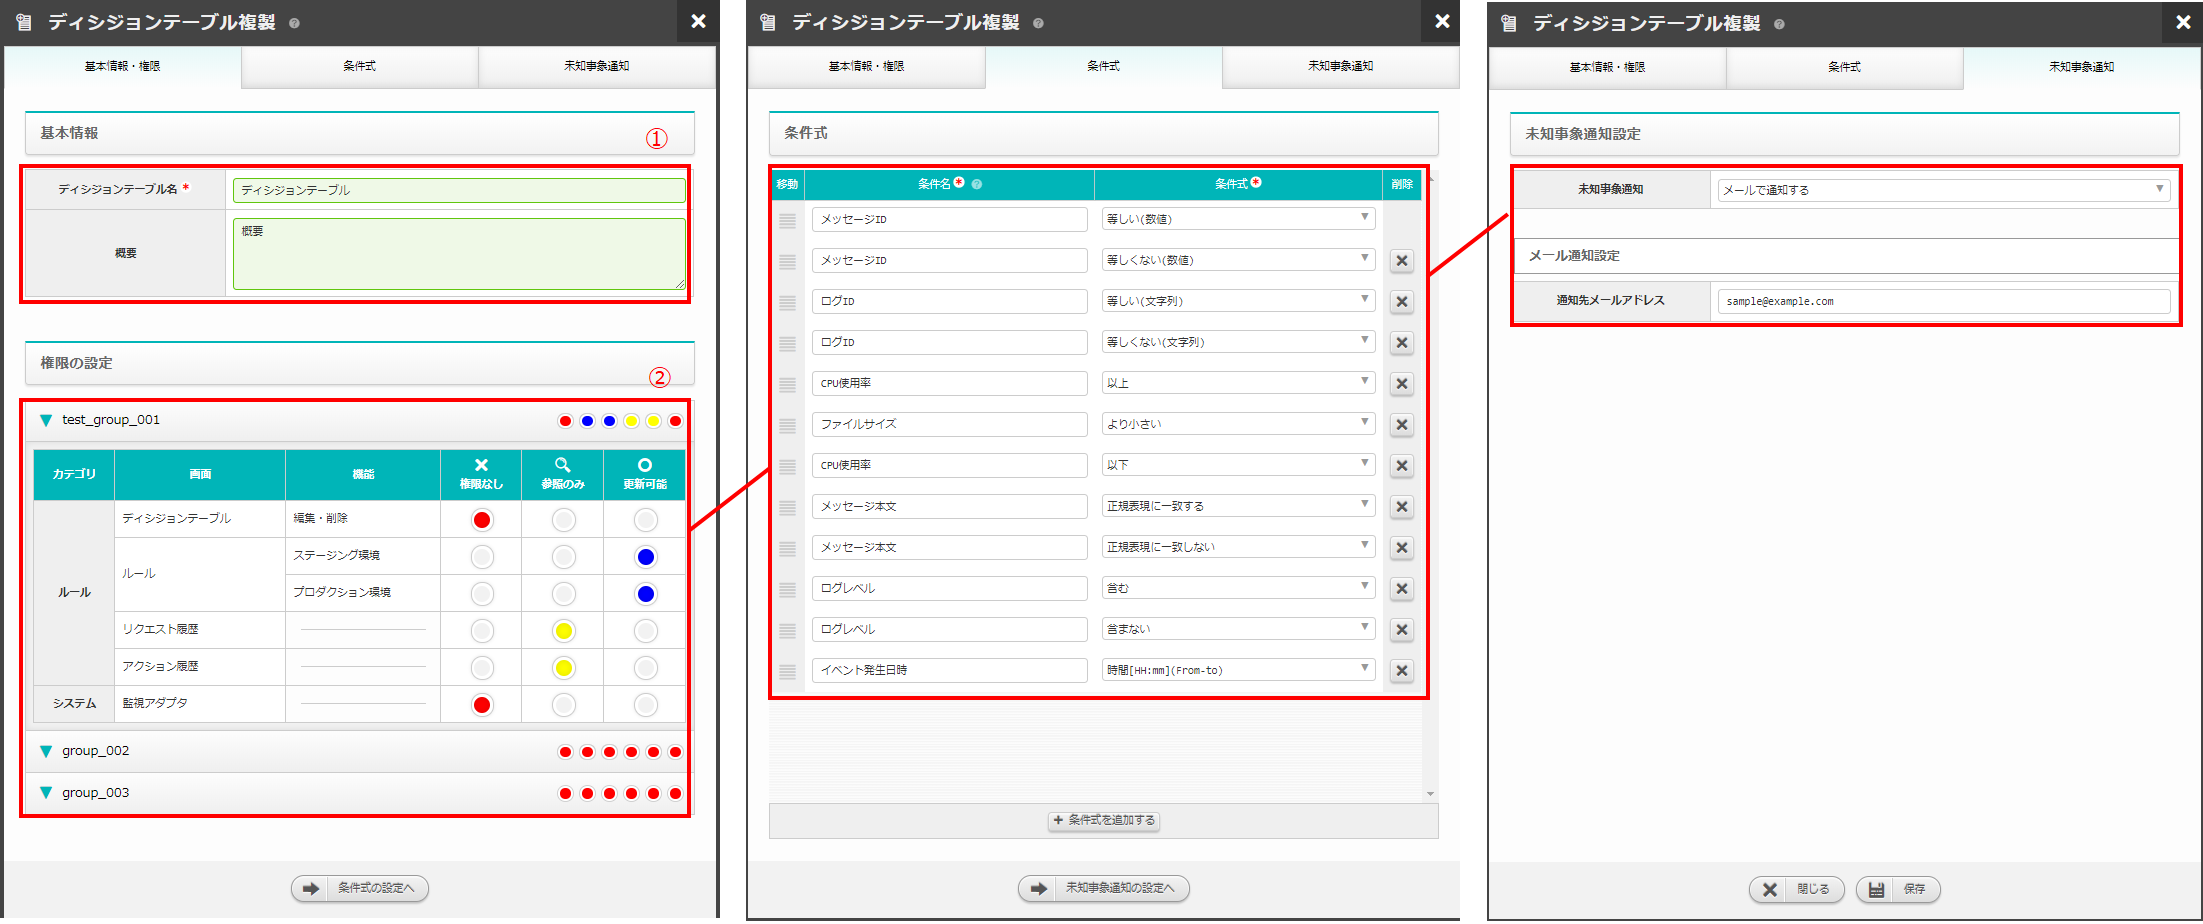 ディシジョンテーブル複製
基本情報・権限
条件式
未知事象通知
基本情報
①
ディシジョンテーブル名 *
ディシジョンテーブル
概要
概要
権限の設定
②
test_group_001
カテゴリ
画面
機能
権限なし
参照のみ
更新可能
ルール
ディシジョンテーブル
編集・削除
ルール
ステージング環境
プロダクション環境
リクエスト履歴
アクション履歴
システム
監視アダプタ
group_002
group_003
条件式の設定へ
ディシジョンテーブル複製
基本情報・権限
条件式
未知事象通知
条件式
移動
条件名 *
条件式 *
削除
メッセージID
等しい(数値)
メッセージID
等しくない(数値)
ログID
等しい(文字列)
ログID
等しくない(文字列)
CPU使用率
以上
ファイルサイズ
より小さい
CPU使用率
以下
メッセージ本文
正規表現に一致する
メッセージ本文
正規表現に一致しない
ログレベル
含む
ログレベル
含まない
イベント発生日時
時間[HH:mm](From-to)
+ 条件式を追加する
未知事象通知の設定へ
ディシジョンテーブル複製
基本情報・権限
条件式
未知事象通知
未知事象通知設定
未知事象通知
メールで通知する
メール通知設定
通知先メールアドレス
sample@example.com
閉じる
保存